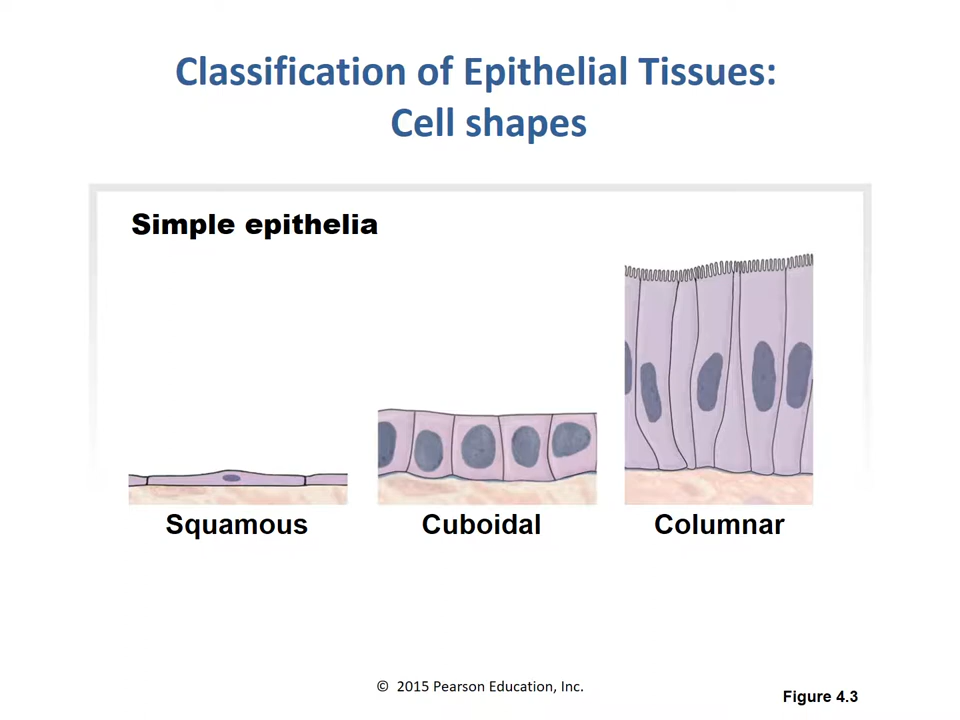 Classification of Epithelial Tissues:
Cell shapes
Simple epithelia
Squamous
Cuboidal
Columnar
© 2015 Pearson Education, Inc.
Figure 4.3